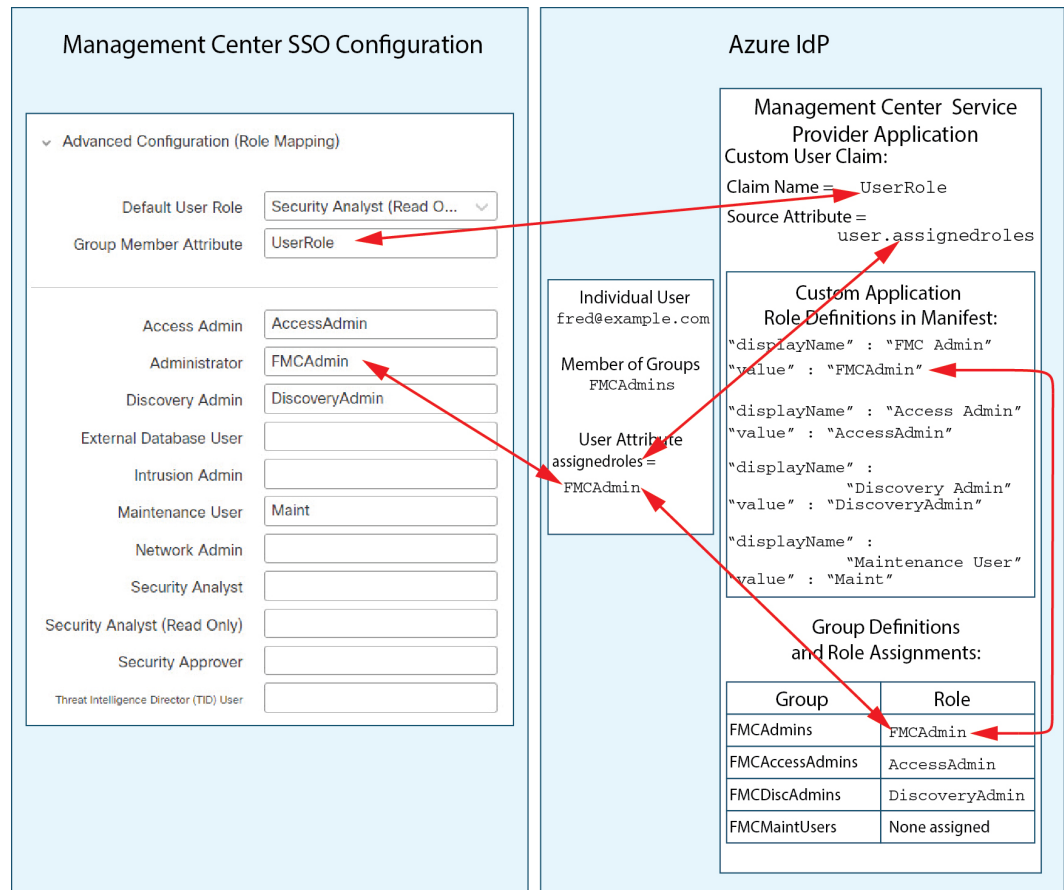 Management Center SSO Configuration
Advanced Configuration (Role Mapping)
Default User Role
Security Analyst (Read O...
Group Member Attribute
UserRole
Access Admin
AccessAdmin
Administrator
FMCAdmin
Discovery Admin
DiscoveryAdmin
External Database User
Intrusion Admin
Maintenance User
Maint
Network Admin
Security Analyst
Security Analyst (Read Only)
Security Approver
Threat Intelligence Director (TID) User
Azure IdP
Individual User
fred@example.com
Member of Groups
FMCAdmins
User Attribute
assignedroles =
FMCAdmin
Management Center Service
Provider Application
Custom User Claim:
Claim Name = UserRole
Source Attribute =
user.assignedroles
Custom Application
Role Definitions in Manifest:
“displayName” : “FMC Admin”
“value” : “FMCAdmin”
“displayName” : “Access Admin”
“value” : “AccessAdmin”
“displayName” :
“Discovery Admin”
“value” : “DiscoveryAdmin”
“displayName” :
“Maintenance User”
“value” : “Maint”
Group Definitions
and Role Assignments:
Group Role
FMCAdmins FMCAdmin
FMCAccessAdmins AccessAdmin
FMCDiscAdmins DiscoveryAdmin
FMCMaintUsers None assigned